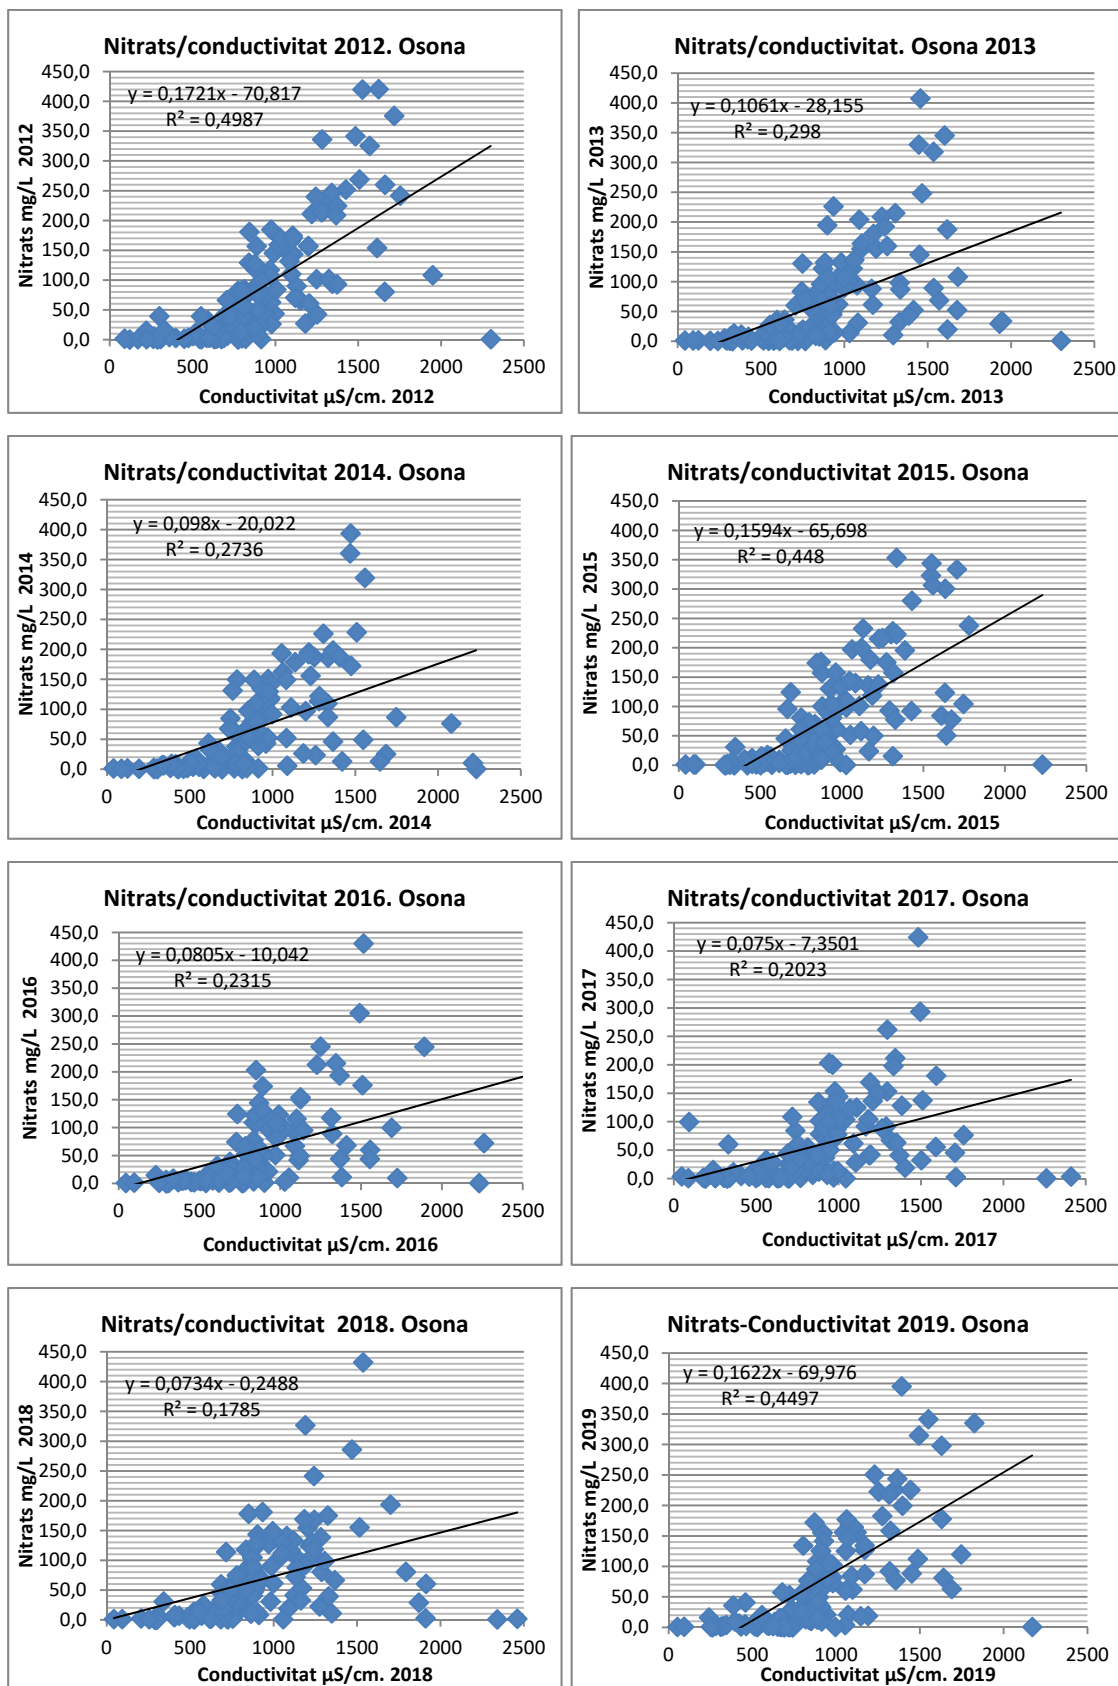 Nitrats/conductivitat 2012. Osona
y = 0,1721x - 70,817
R² = 0,4987
450,0
400,0
350,0
300,0
250,0
200,0
150,0
100,0
50,0
0,0
Nitrats mg/L 2012
0 500 1000 1500 2000 2500
Conductivitat µS/cm. 2012
Nitrats/conductivitat. Osona 2013
y = 0,1061x - 28,155
R² = 0,298
450,0
400,0
350,0
300,0
250,0
200,0
150,0
100,0
50,0
0,0
Nitrats mg/L 2013
0 500 1000 1500 2000 2500
Conductivitat µS/cm. 2013
Nitrats/conductivitat 2014. Osona
y = 0,098x - 20,022
R² = 0,2736
450,0
400,0
350,0
300,0
250,0
200,0
150,0
100,0
50,0
0,0
Nitrats mg/L 2014
0 500 1000 1500 2000 2500
Conductivitat µS/cm. 2014
Nitrats/conductivitat 2015. Osona
y = 0,1594x - 65,698
R² = 0,448
450,0
400,0
350,0
300,0
250,0
200,0
150,0
100,0
50,0
0,0
Nitrats mg/L 2015
0 500 1000 1500 2000 2500
Conductivitat µS/cm. 2015
Nitrats/conductivitat 2016. Osona
y = 0,0805x - 10,042
R² = 0,2315
450,0
400,0
350,0
300,0
250,0
200,0
150,0
100,0
50,0
0,0
Nitrats mg/L 2016
0 500 1000 1500 2000 2500
Conductivitat µS/cm. 2016
Nitrats/conductivitat 2017. Osona
y = 0,075x - 7,3501
R² = 0,2023
450,0
400,0
350,0
300,0
250,0
200,0
150,0
100,0
50,0
0,0
Nitrats mg/L 2017
0 500 1000 1500 2000 2500
Conductivitat µS/cm. 2017
Nitrats/conductivitat 2018. Osona
y = 0,0734x - 0,2488
R² = 0,1785
450,0
400,0
350,0
300,0
250,0
200,0
150,0
100,0
50,0
0,0
Nitrats mg/L 2018
0 500 1000 1500 2000 2500
Conductivitat µS/cm. 2018
Nitrats-Conductivitat 2019. Osona
y = 0,1622x - 69,976
R² = 0,4497
450,0
400,0
350,0
300,0
250,0
200,0
150,0
100,0
50,0
0,0
Nitrats mg/L 2019
0 500 1000 1500 2000 2500
Conductivitat µS/cm. 2019